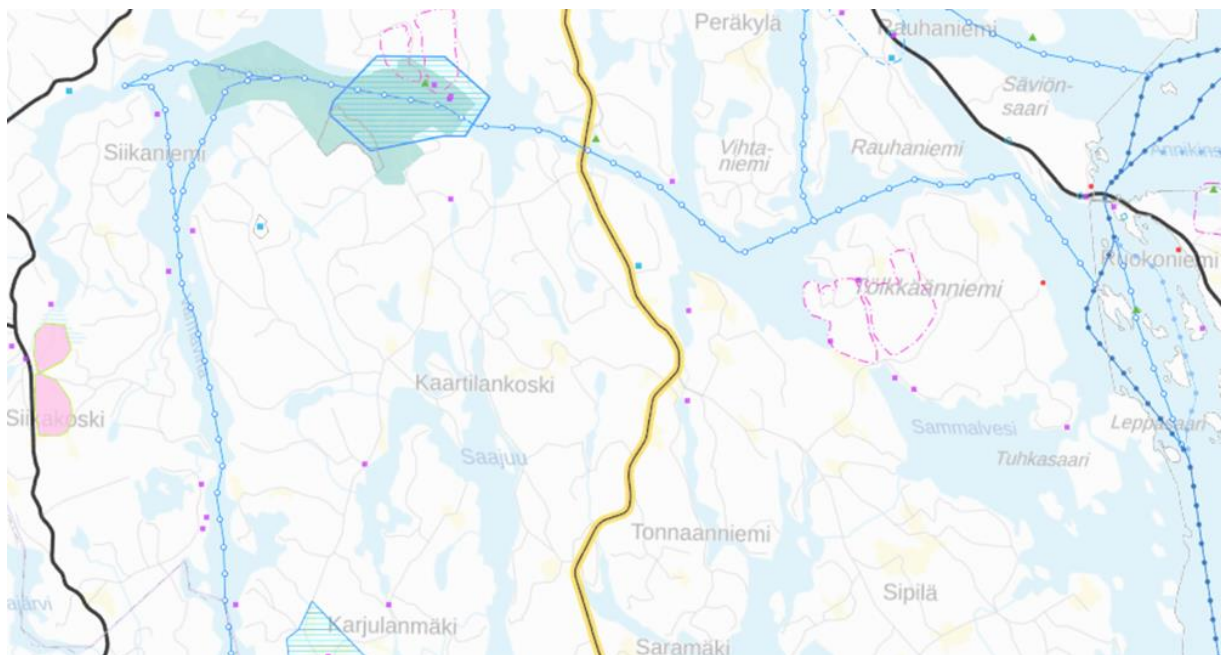 Peräkylä
Rauhaniemi
Säviön-
saari
Siikaniemi
Vihta-
niemi
Rauhaniemi
Ruokoniemi
Kaartilankoski
Siikakoski
Leppäsaari
Sammalvesi
Saajuu
Tuhkasaari
Tonnaanniemi
Sipilä
Karjulanmäki
Saramäki